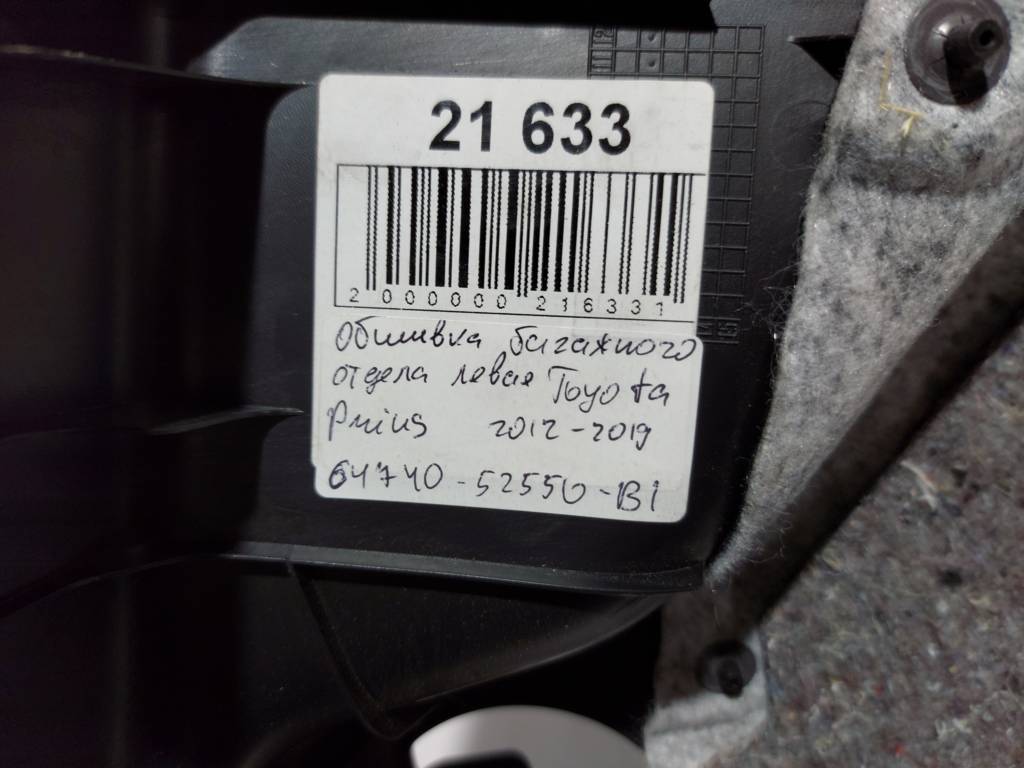 21 633
2 000000 216331
Обшивка багажного
отдела левая Toyota
Prius 2012-2019
64740-52550-B1